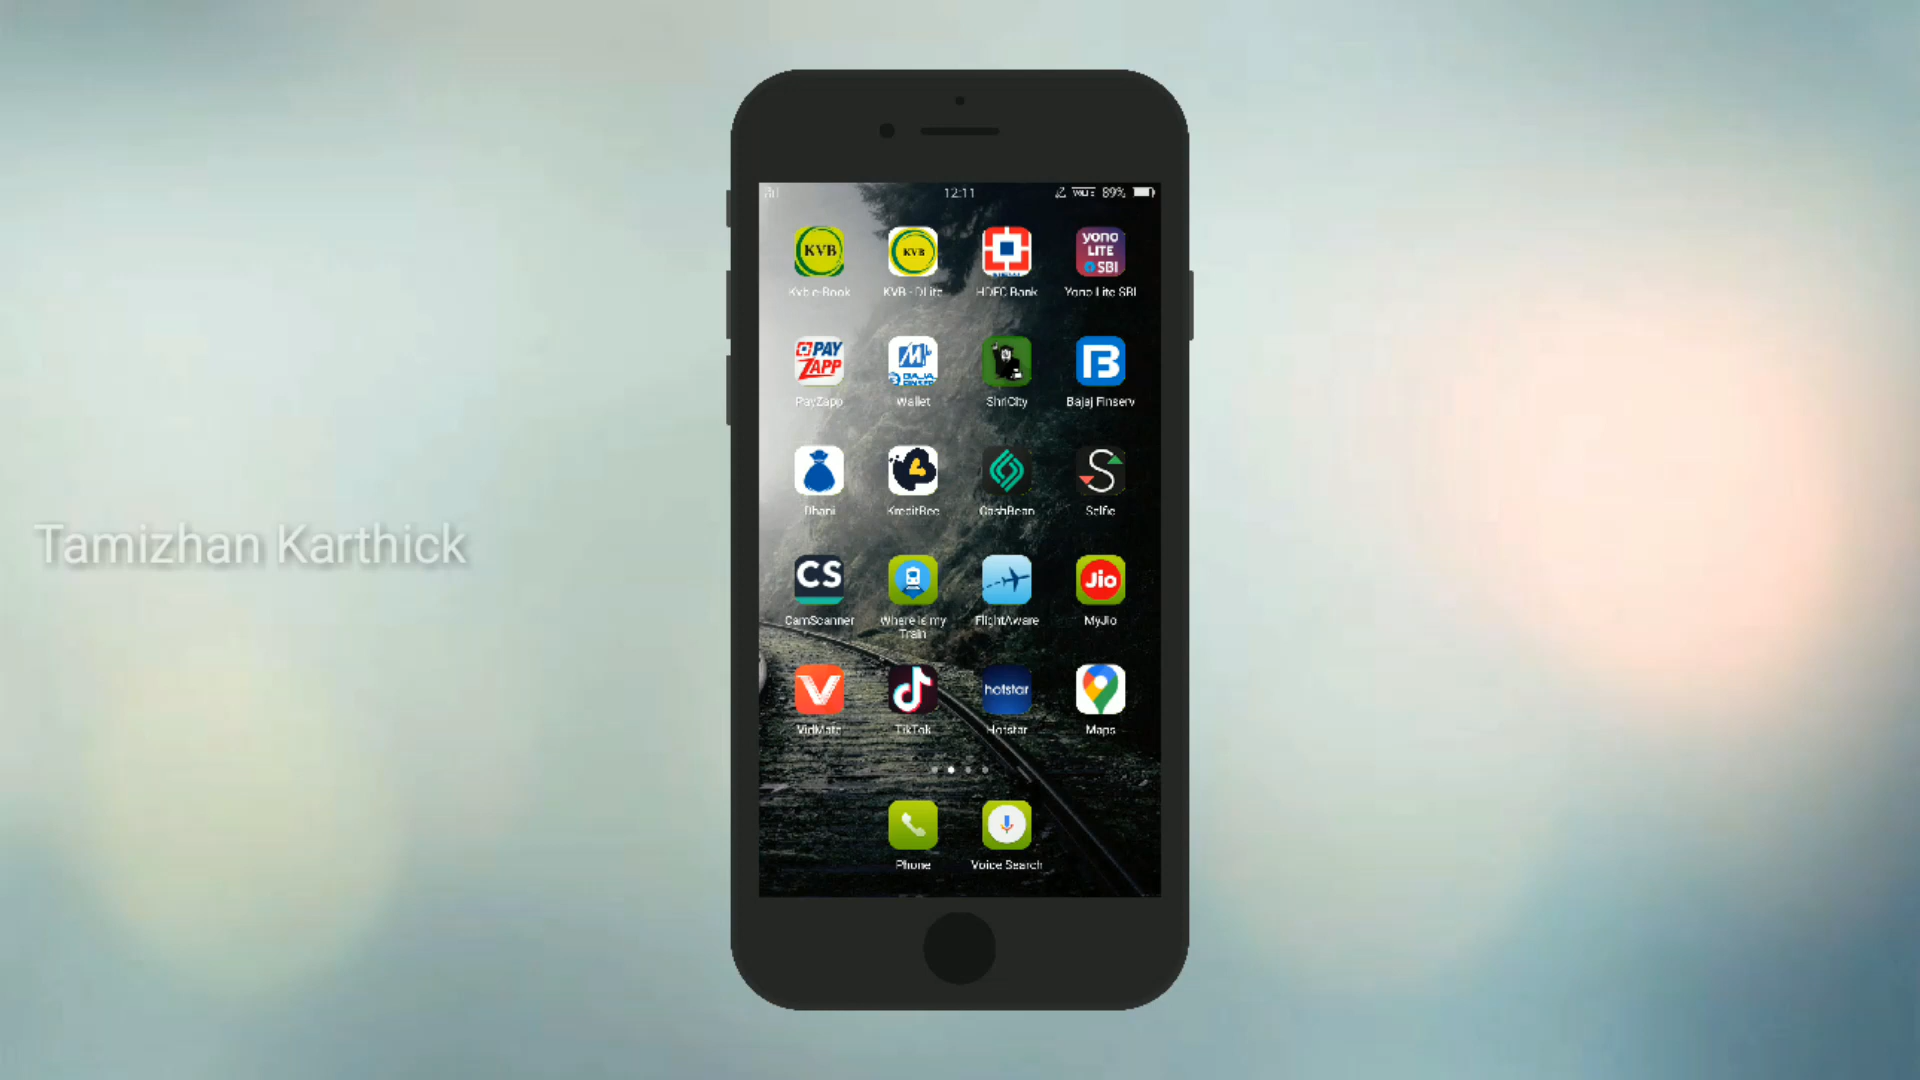 12:11
VoLTE 89%
KVB
KVB
yono
LITE
SBI
Kvb e-Book
KVB - DLite
HDFC Bank
Yono Lite SBI
PAY
ZAPP
M
B
PayZapp
Wallet
ShriCity
Bajaj Finserv
Dhani
KreditBee
CashBean
Selfie
Tamizhan Karthick
CS
Jio
CamScanner
Where is my
Train
FlightAware
MyJio
hotstar
VidMate
TikTok
Hotstar
Maps
Phone
Voice Search